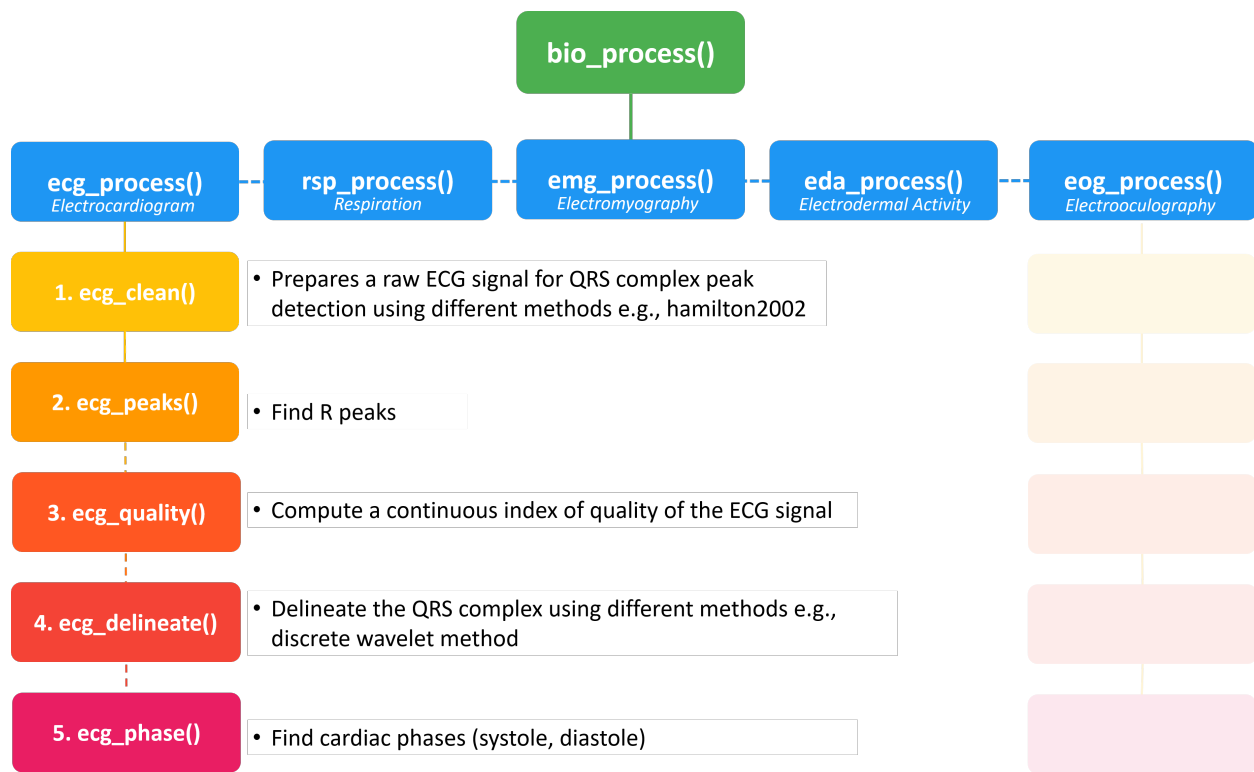 bio_process()
ecg_process()
Electrocardiogram
rsp_process()
Respiration
emg_process()
Electromyography
eda_process()
Electrodermal Activity
eog_process()
Electrooculography
1. ecg_clean()
• Prepares a raw ECG signal for QRS complex peak
detection using different methods e.g., hamilton2002
2. ecg_peaks()
• Find R peaks
3. ecg_quality()
• Compute a continuous index of quality of the ECG signal
4. ecg_delineate()
• Delineate the QRS complex using different methods e.g.,
discrete wavelet method
5. ecg_phase()
• Find cardiac phases (systole, diastole)